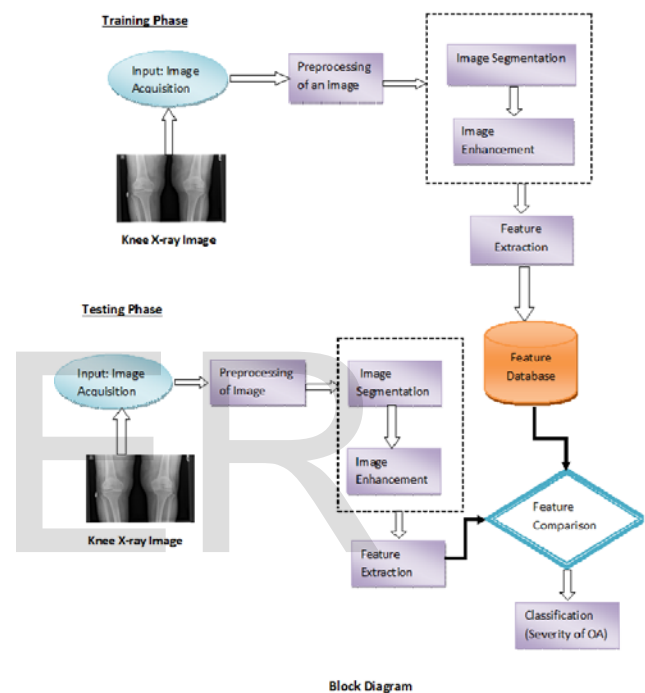 Training Phase
Input: Image
Acquisition
Preprocessing
of an Image
Image Segmentation
Image
Enhancement
Knee X-ray Image
Feature
Extraction
Testing Phase
Input: Image
Acquisition
Preprocessing
of Image
Image
Segmentation
Image
Enhancement
Feature
Database
Knee X-ray Image
Feature
Extraction
Feature
Comparison
Classification
(Severity of OA)
Block Diagram
ER